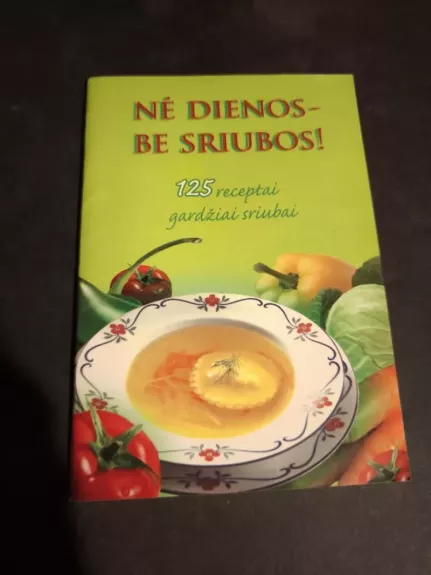 NĖ DIENOS-
BE SRIUBOS!
125 receptai
gardžiai sriubai